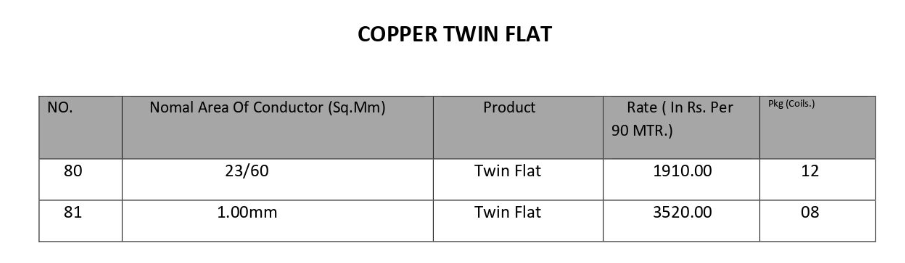 COPPER TWIN FLAT
NO. Nomal Area Of Conductor (Sq.Mm) Product Rate ( In Rs. Per 90 MTR.) Pkg (Coils.)
80 23/60 Twin Flat 1910.00 12
81 1.00mm Twin Flat 3520.00 08